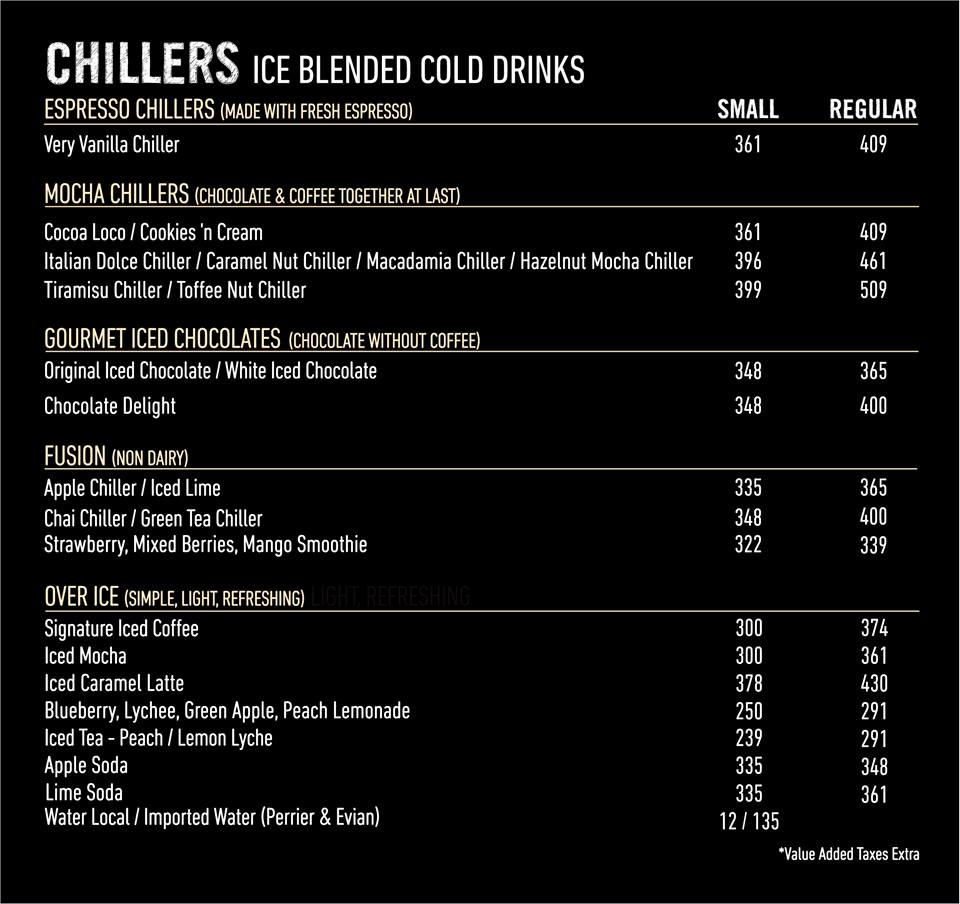 CHILLERS ICE BLENDED COLD DRINKS
ESPRESSO CHILLERS (MADE WITH FRESH ESPRESSO) SMALL REGULAR
Very Vanilla Chiller 361 409
MOCHA CHILLERS (CHOCOLATE & COFFEE TOGETHER AT LAST)
Cocoa Loco / Cookies 'n Cream 361 409
Italian Dolce Chiller / Caramel Nut Chiller / Macadamia Chiller / Hazelnut Mocha Chiller 396 461
Tiramisu Chiller / Toffee Nut Chiller 399 509
GOURMET ICED CHOCOLATES (CHOCOLATE WITHOUT COFFEE)
Original Iced Chocolate / White Iced Chocolate 348 365
Chocolate Delight 348 400
FUSION (NON DAIRY)
Apple Chiller / Iced Lime 335 365
Chai Chiller / Green Tea Chiller 348 400
Strawberry, Mixed Berries, Mango Smoothie 322 339
OVER ICE (SIMPLE, LIGHT, REFRESHING) LIGHT, REFRESHING
Signature Iced Coffee 300 374
Iced Mocha 300 361
Iced Caramel Latte 378 430
Blueberry, Lychee, Green Apple, Peach Lemonade 250 291
Iced Tea - Peach / Lemon Lyche 239 291
Apple Soda 335 348
Lime Soda 335 361
Water Local / Imported Water (Perrier & Evian) 12 / 135
*Value Added Taxes Extra